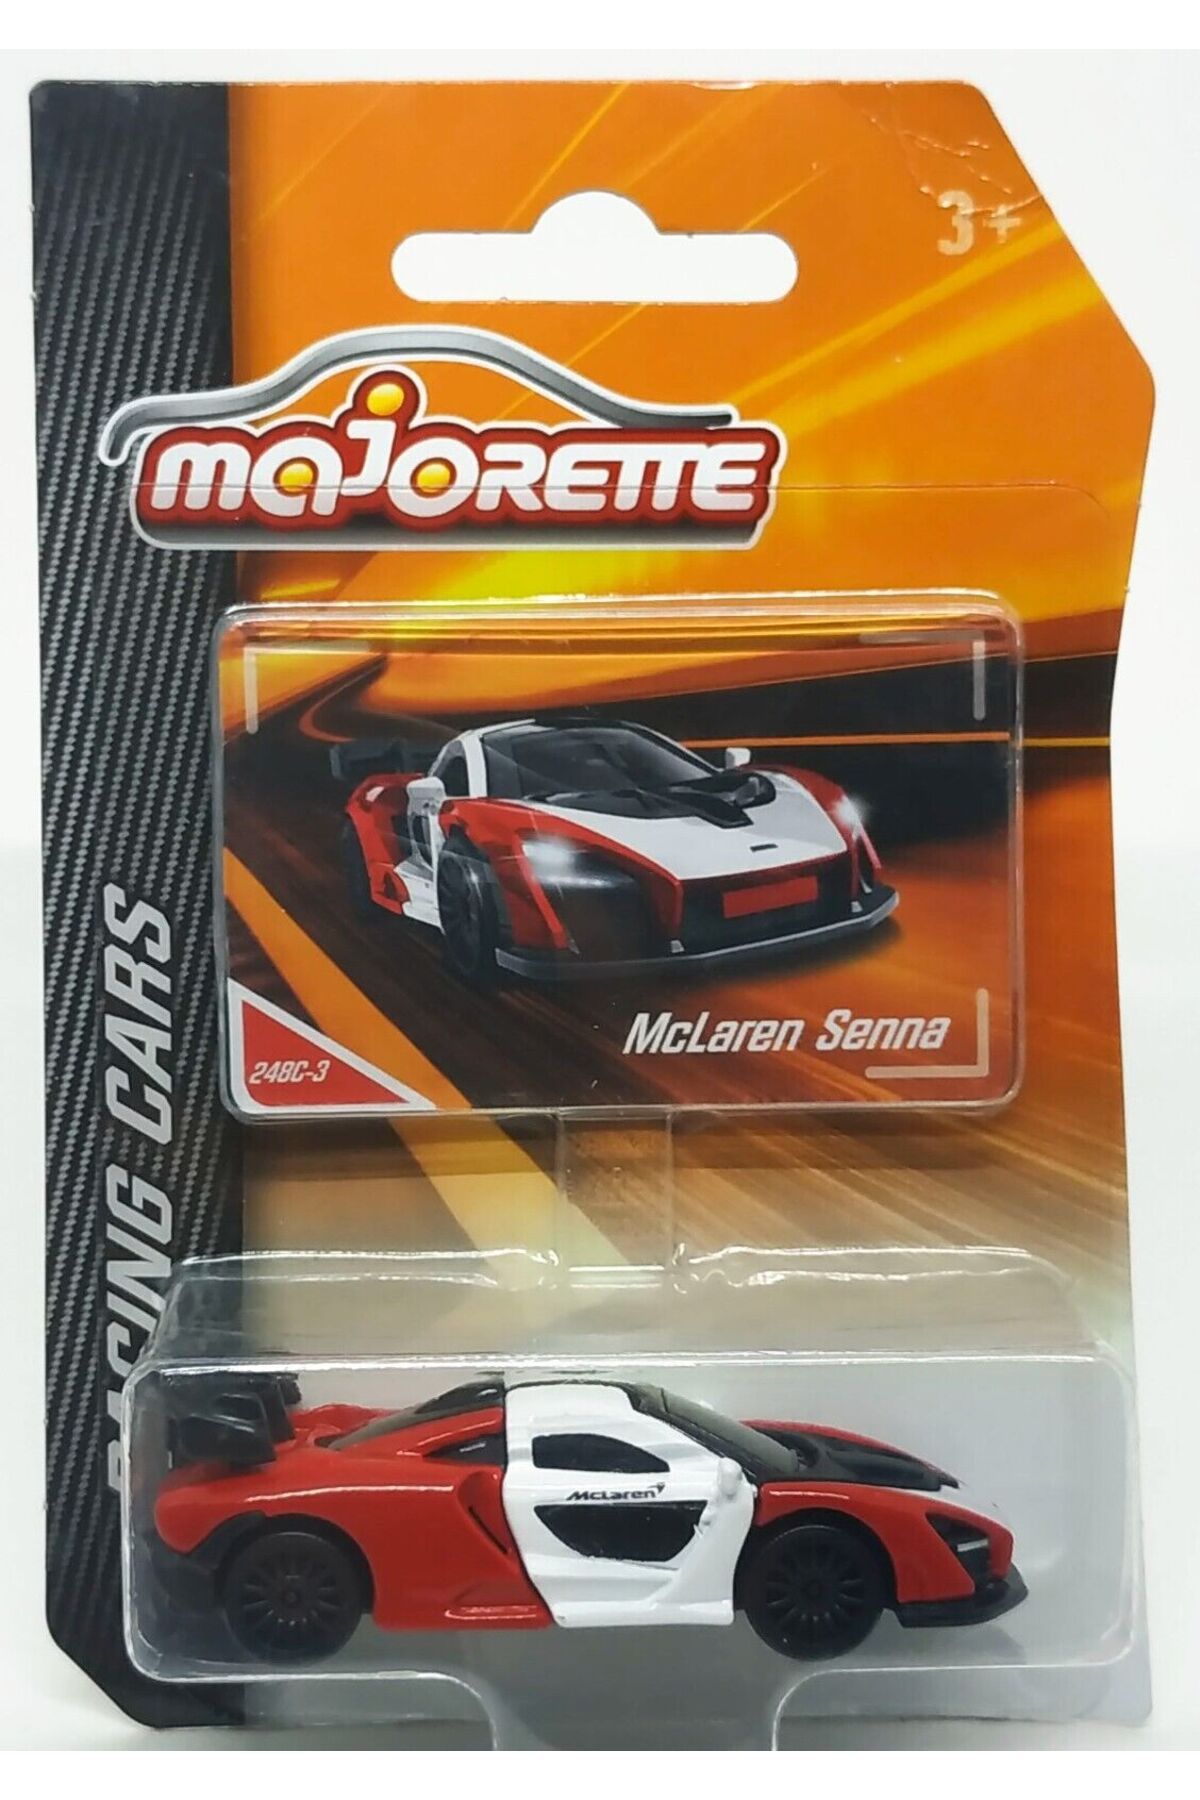 3+
MAJORETTE
McLaren Senna
248C-3
RACING CARS
McLaren